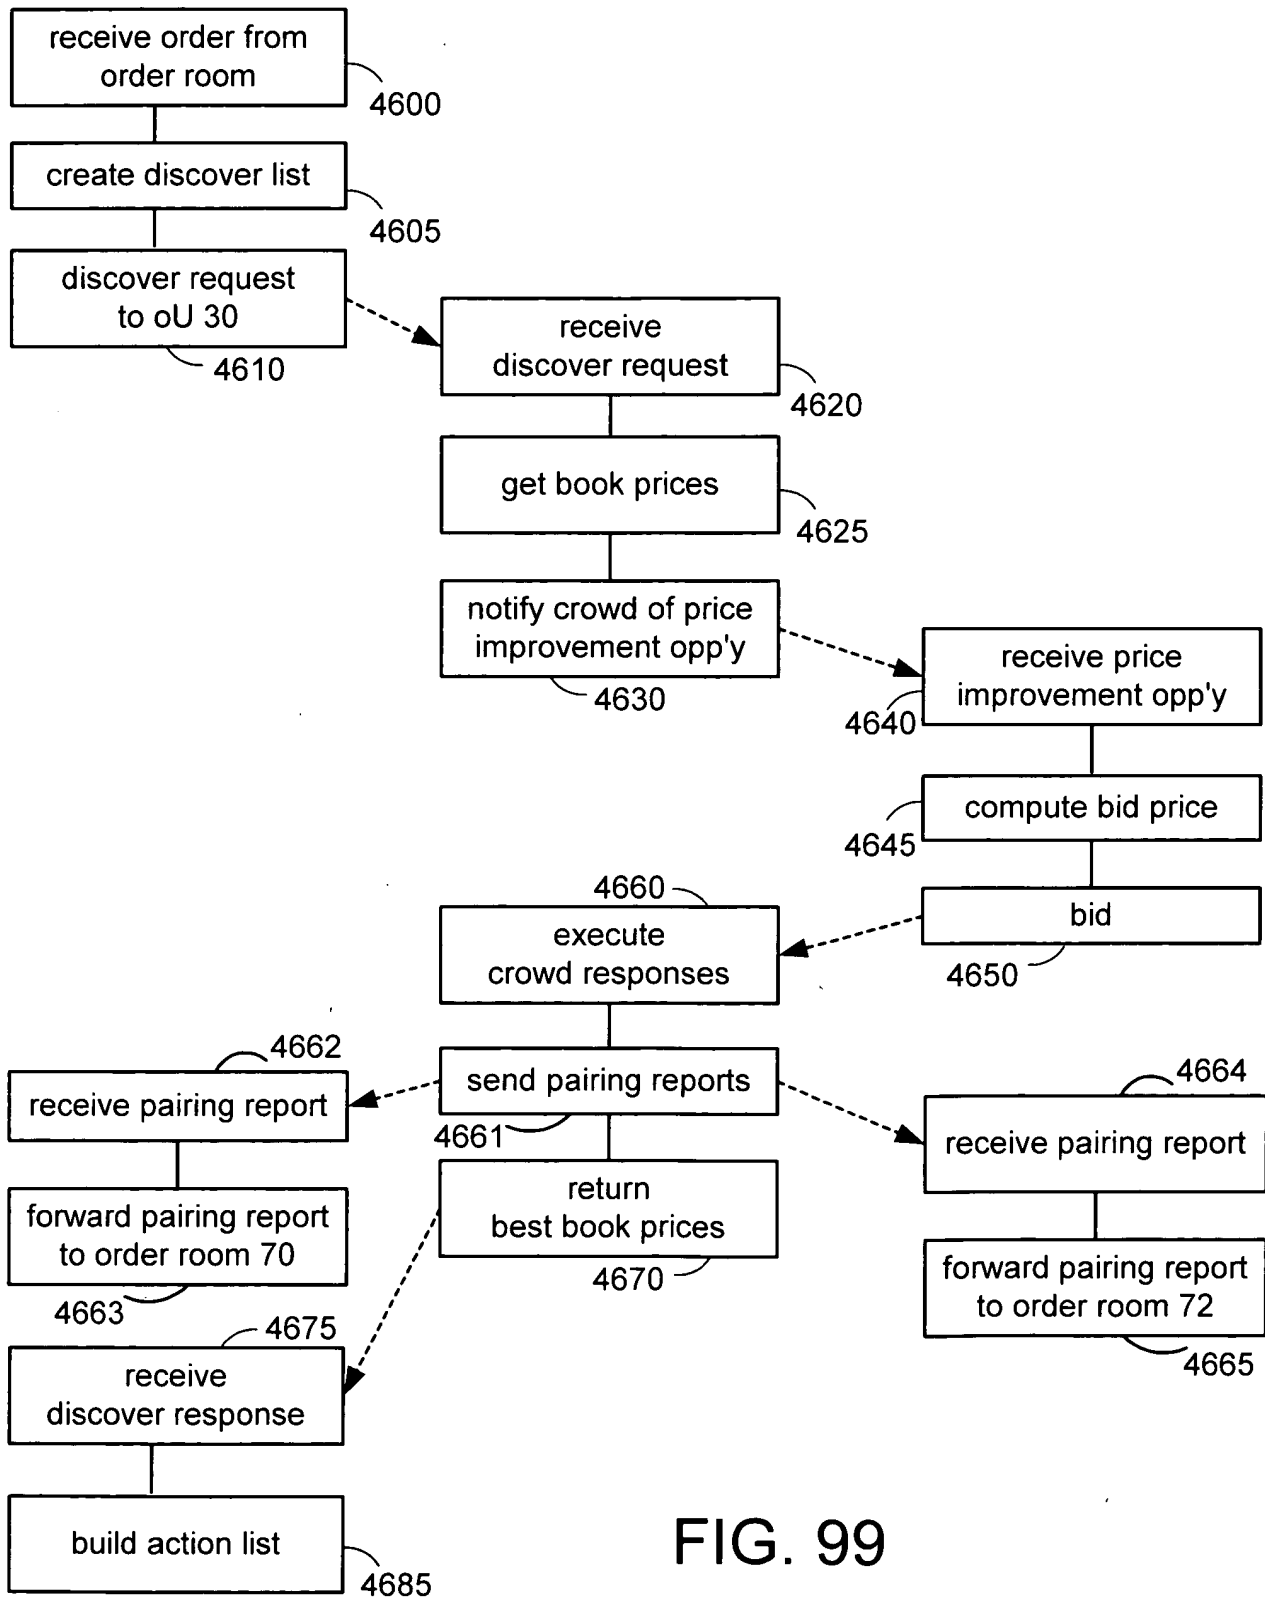 receive order from
order room
4600
create discover list
4605
discover request
to oU 30
4610
receive
discover request
4620
get book prices
4625
notify crowd of price
improvement opp'y
4630
receive price
improvement opp'y
4640
compute bid price
4645
bid
4650
4660
execute
crowd responses
4662
receive pairing report
send pairing reports
4661
4664
receive pairing report
forward pairing report
to order room 70
4663
return
best book prices
4670
forward pairing report
to order room 72
4665
4675
receive
discover response
build action list
4685
FIG. 99